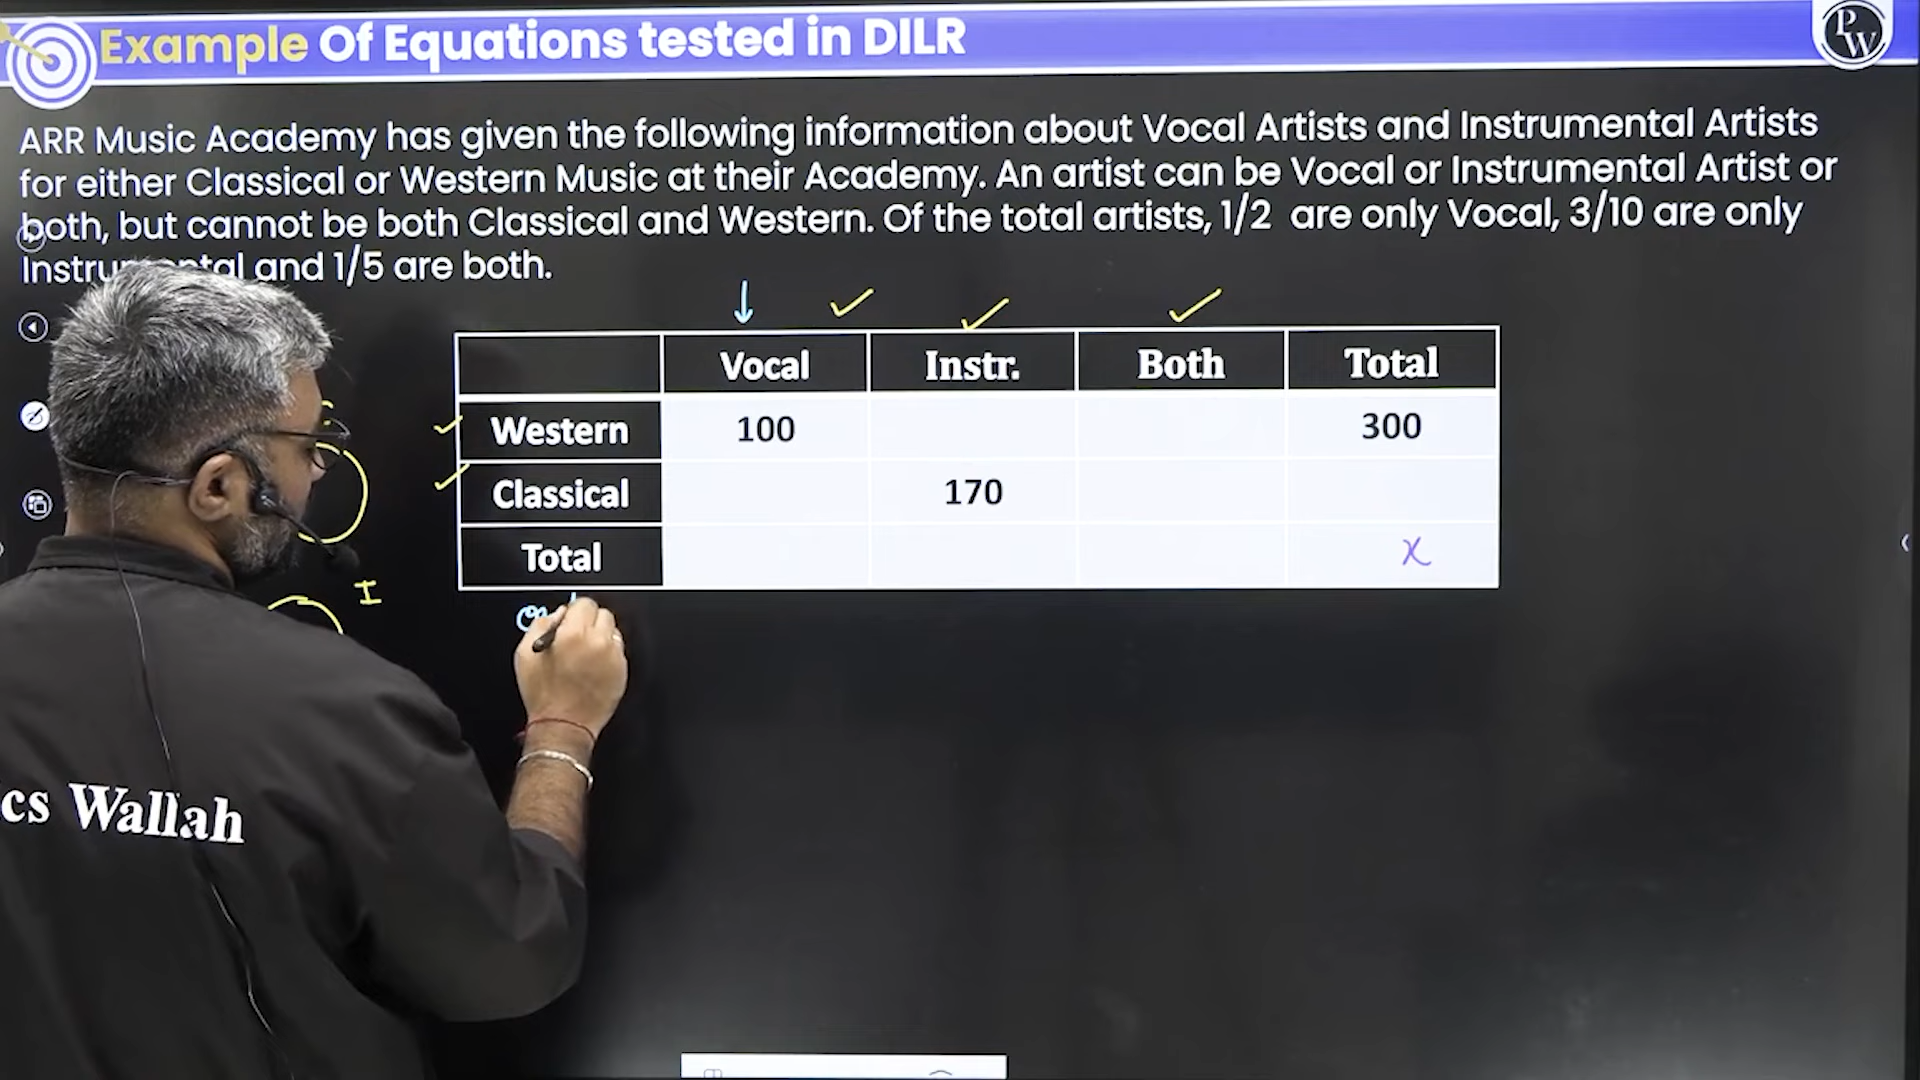 Example Of Equations tested in DILR
PW
ARR Music Academy has given the following information about Vocal Artists and Instrumental Artists
for either Classical or Western Music at their Academy. An artist can be Vocal or Instrumental Artist or
both, but cannot be both Classical and Western. Of the total artists, 1/2 are only Vocal, 3/10 are only
and 1/5 are both.
Vocal Instr. Both Total
Western 100 300
Classical 170
Total x
I
cs Wallah